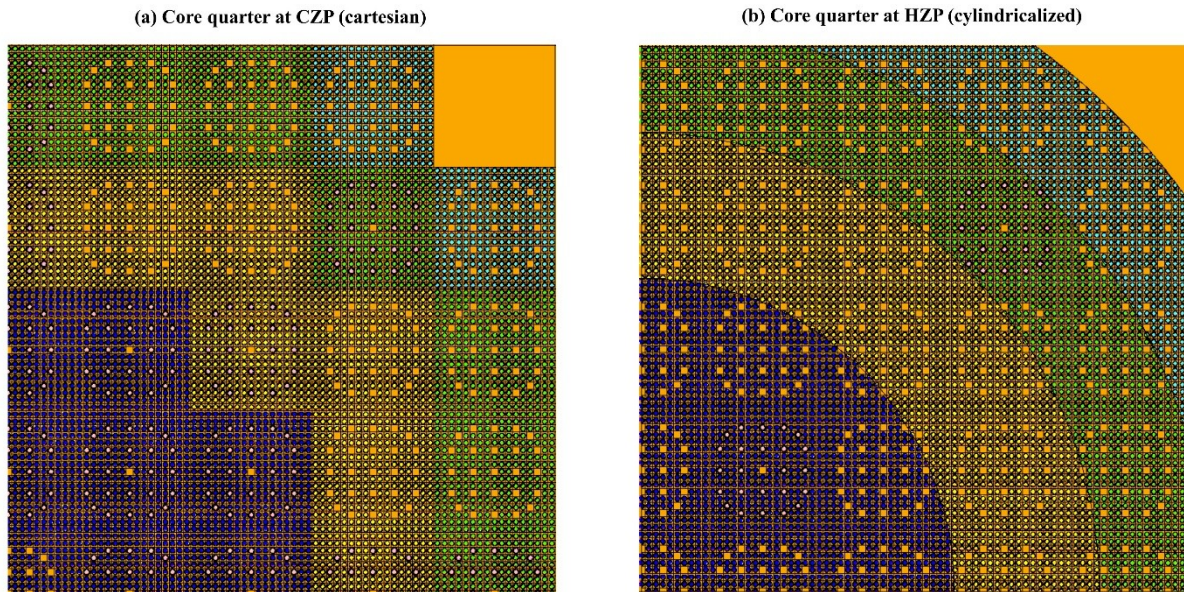 (a) Core quarter at CZP (cartesian)
(b) Core quarter at HZP (cylindricalized)